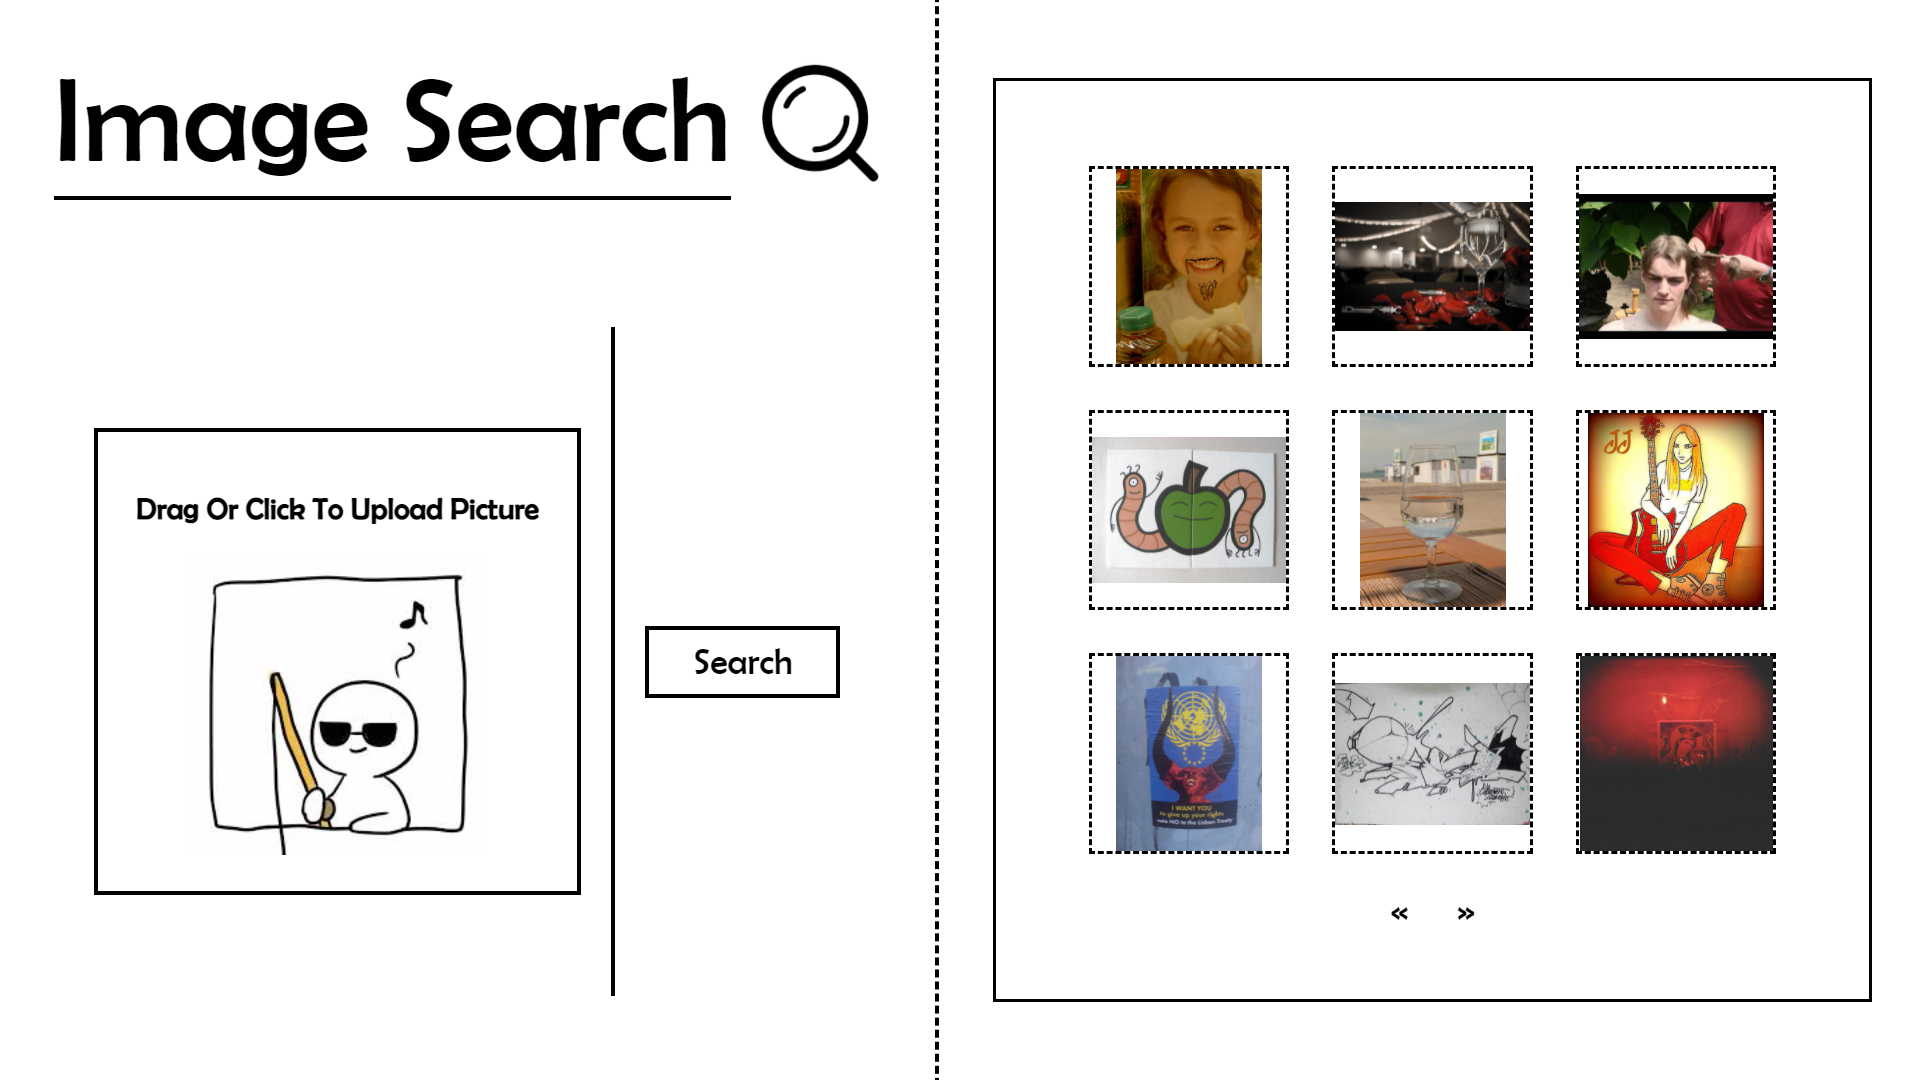 Image Search
Drag Or Click To Upload Picture
Search
« »
JJ
I WANT YOU
to give up your rights
vote NO to the Lisbon Treaty